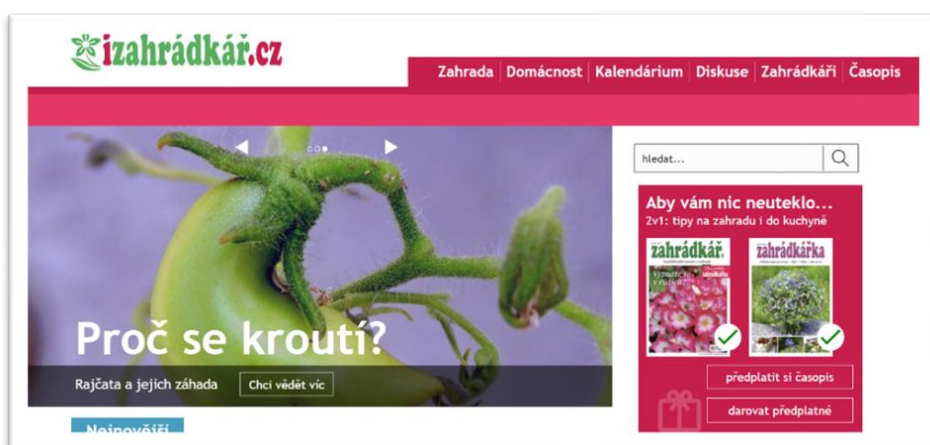 izahrádkář.cz
Zahrada Domácnost Kalendárium Diskuse Zahrádkáři Časopis
hledat...
Proč se kroutí?
Rajčata a jejich záhada
Chci vědět víc
Aby vám nic neuteklo...
2v1: tipy na zahradu i do kuchyně
zahrádkář
zahrádkářka
předplatit si časopis
darovat předplatné
Nejnovější